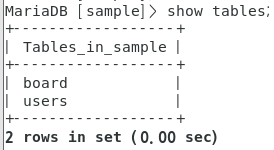 MariaDB [sample]> show tables;
+------------------+
| Tables_in_sample |
+------------------+
| board            |
| users            |
+------------------+
2 rows in set (0.00 sec)